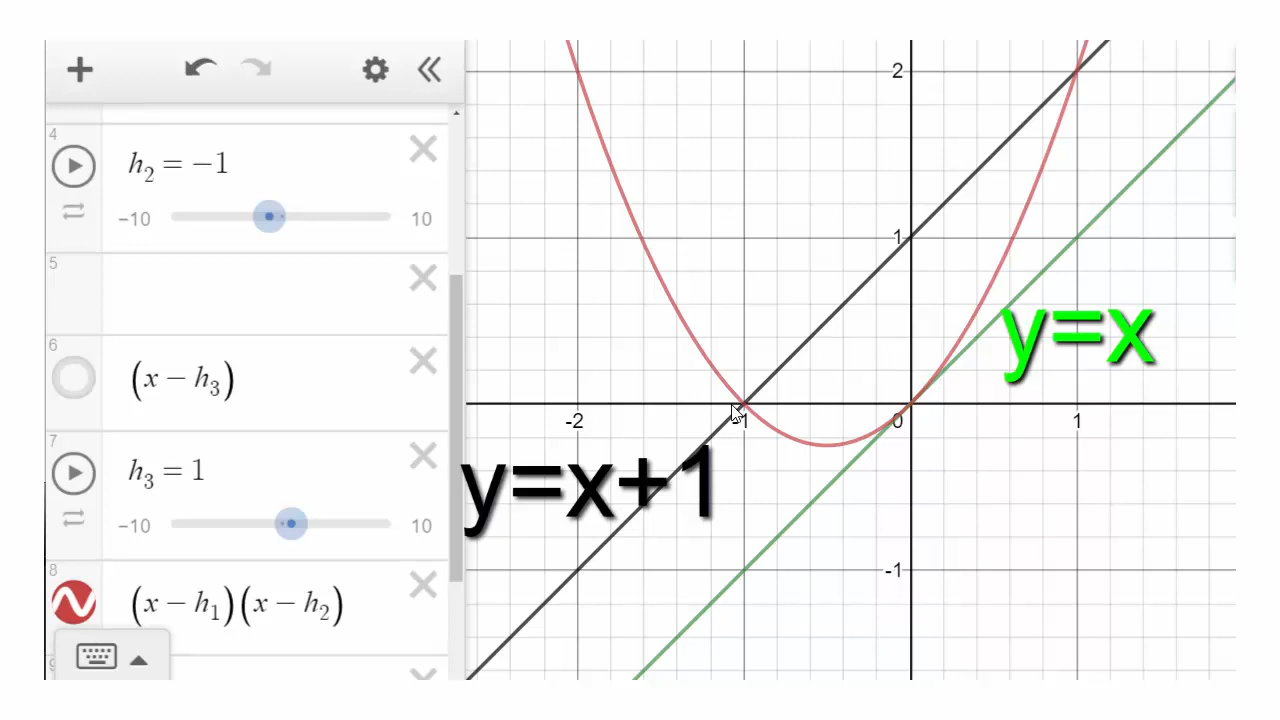 4
h₂ = −1
−10
10
5
6
(x − h₃)
7
h₃ = 1
−10
10
8
(x − h₁)(x − h₂)
2
1
y=x
-2
0
1
y=x+1
-1